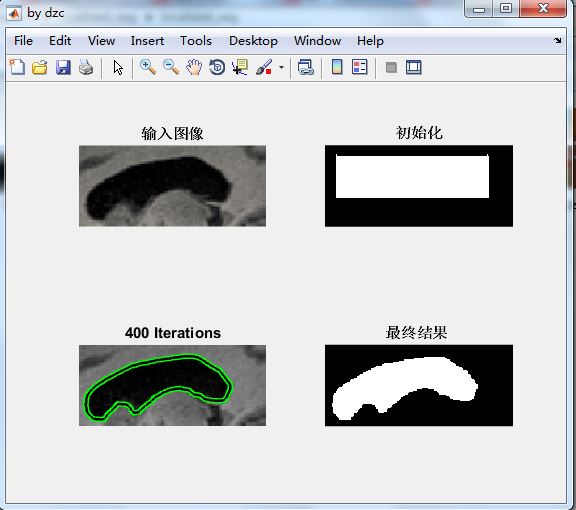 by dzc
File Edit View Insert Tools Desktop Window Help
输入图像 初始化
400 Iterations 最终结果